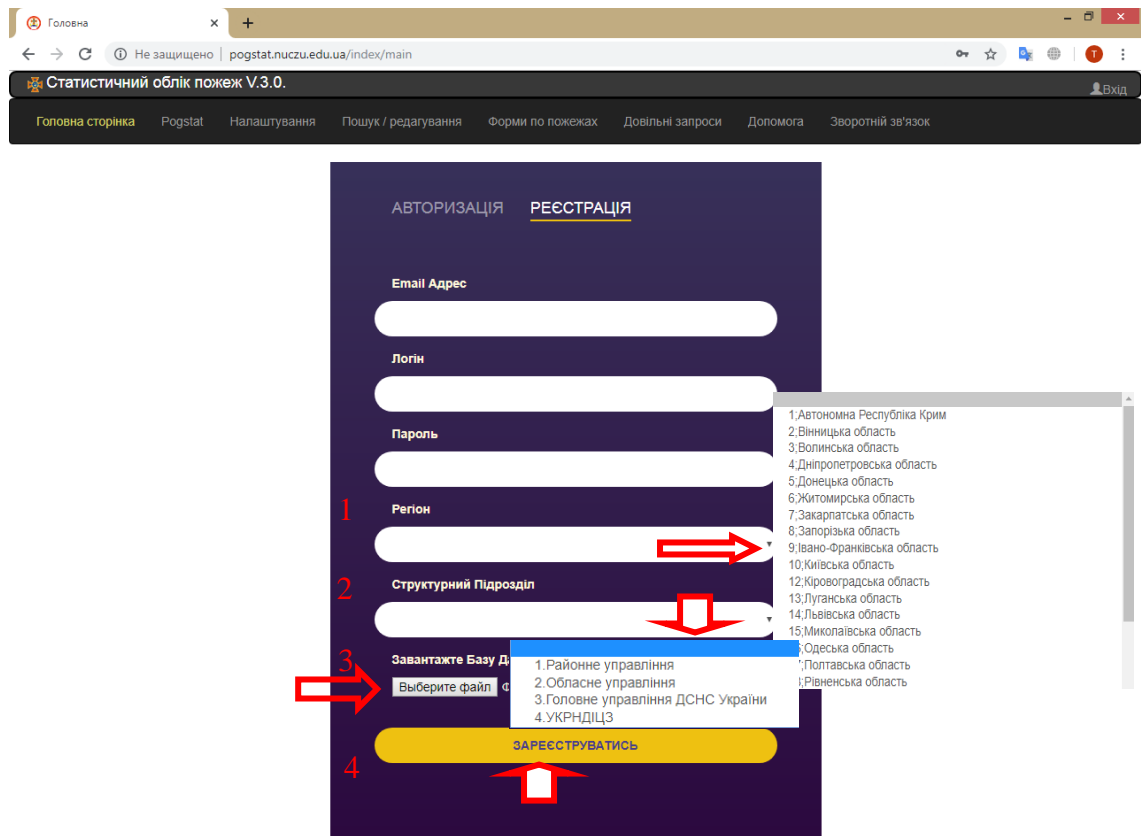 Головна
Не защищено | pogstat.nuczu.edu.ua/index/main
T
Статистичний облік пожеж V.3.0.
Вхід
Головна сторінка Pogstat Налаштування Пошук / редагування Форми по пожежах Довільні запроси Допомога Зворотній зв'язок
АВТОРИЗАЦІЯ РЕЄСТРАЦІЯ
Email Адрес
Логін
Пароль
1 Регіон
2 Структурний Підрозділ
3 Завантажте Базу
Выберите файл
1.Районне управління
2.Обласне управління
3.Головне управління ДСНС України
4.УКРНДІЦЗ
ЗАРЕЄСТРУВАТИСЬ
4
1;Автономна Республіка Крим
2;Вінницька область
3;Волинська область
4;Дніпропетровська область
5;Донецька область
6;Житомирська область
7;Закарпатська область
8;Запорізька область
9;Івано-Франківська область
10;Київська область
12;Кіровоградська область
13;Луганська область
14;Львівська область
15;Миколаївська область
;Одеська область
;Полтавська область
;Рівненська область